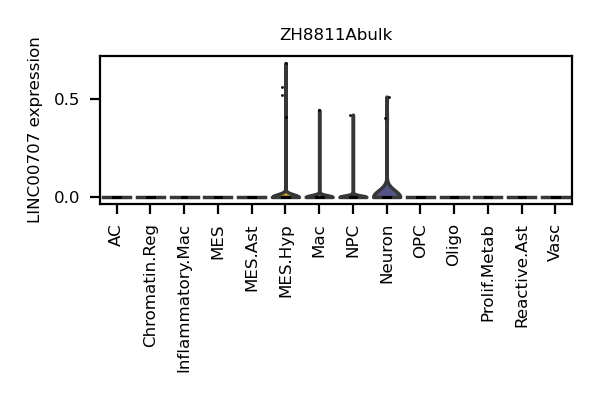 ZH8811Abulk
LINC00707 expression
0.5
0.0
AC
Chromatin.Reg
Inflammatory.Mac
MES
MES.Ast
MES.Hyp
Mac
NPC
Neuron
OPC
Oligo
Prolif.Metab
Reactive.Ast
Vasc